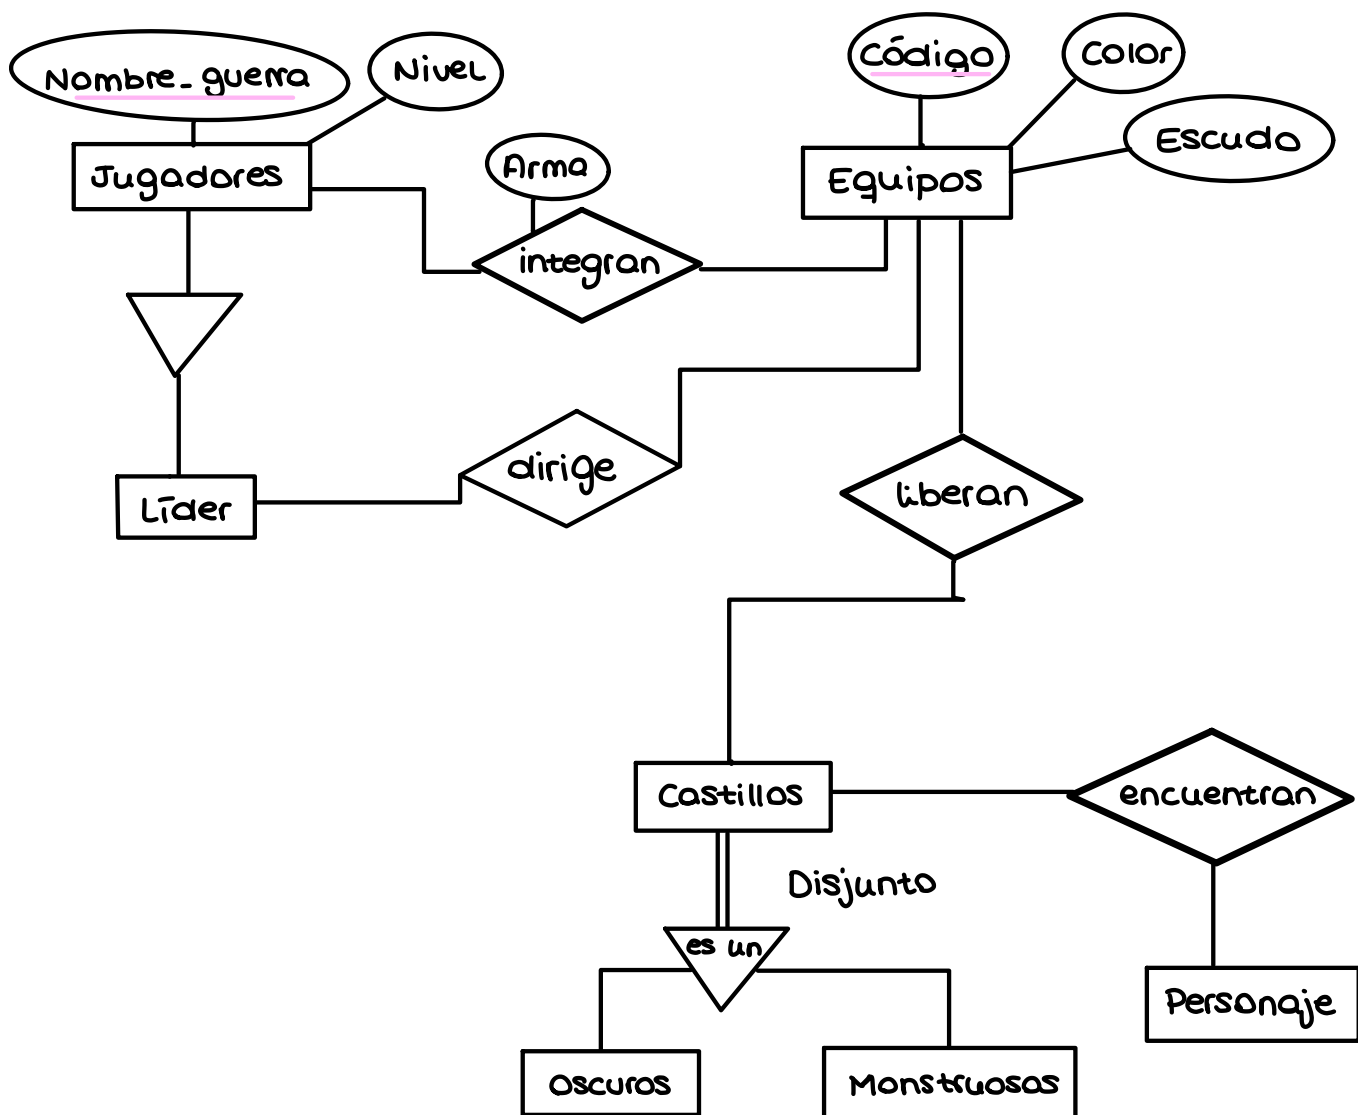 Nombre_guerra
Nivel
Código
Color
Escudo
Jugadores
Arma
Equipos
integran
dirige
Líder
liberan
Castillos
encuentran
Disjunto
es un
Personaje
Oscuros
Monstruosos